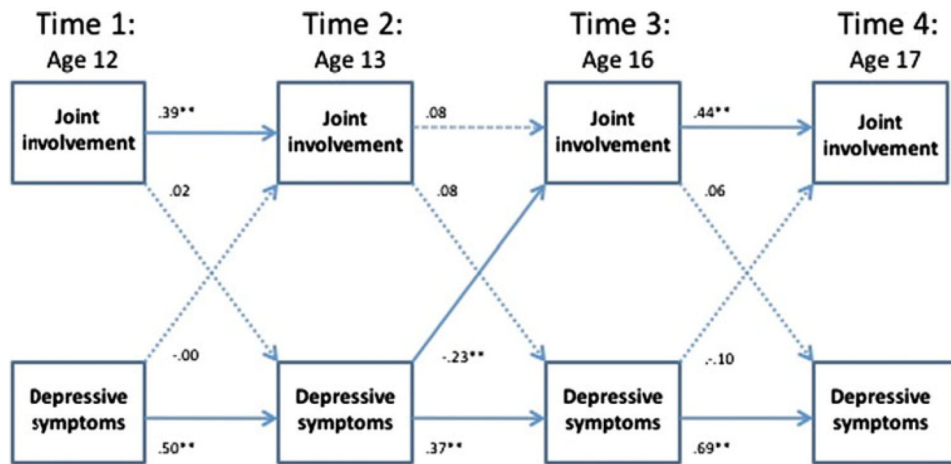 Time 1:
Time 2:
Time 3:
Time 4:
Age 12
Age 13
Age 16
Age 17
Joint
involvement
.39**
Joint
involvement
.08
Joint
involvement
.44**
Joint
involvement
.02
.08
.06
-.00
-.23**
-.10
Depressive
symptoms
.50**
Depressive
symptoms
.37**
Depressive
symptoms
.69**
Depressive
symptoms